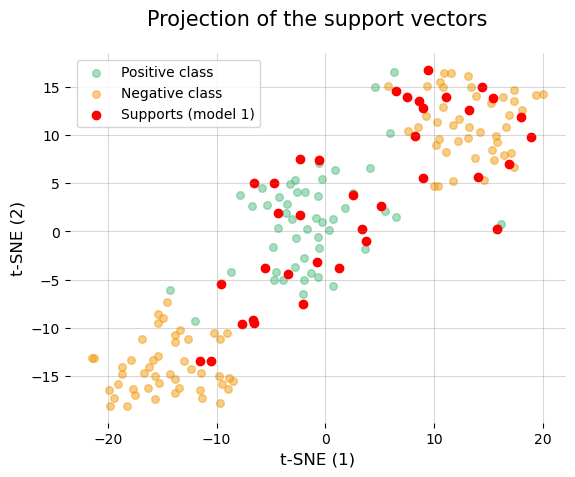 Projection of the support vectors
Positive class
Negative class
Supports (model 1)
t-SNE (2)
15
10
5
0
−5
−10
−15
−20
−10
0
10
20
t-SNE (1)